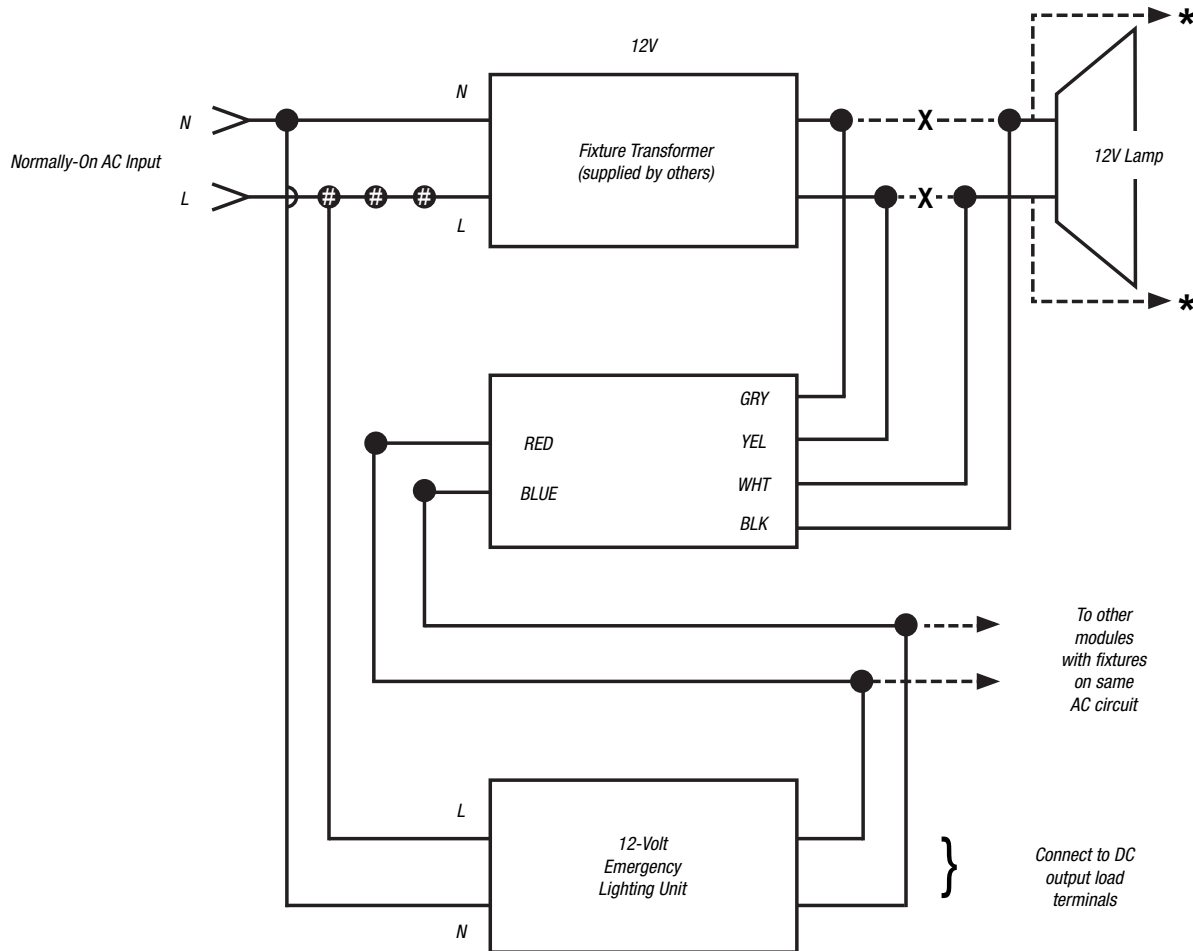 12V
N
N
Normally-On AC Input
L
# # #
L
Fixture Transformer
(supplied by others)
X
X
12V Lamp
*
*
GRY
RED
YEL
BLUE
WHT
BLK
To other
modules
with fixtures
on same
AC circuit
L
12-Volt
Emergency
Lighting Unit
N
}
Connect to DC
output load
terminals